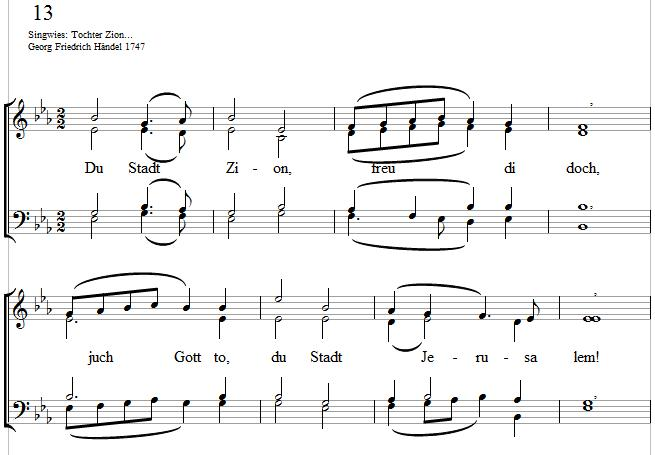 13
Singwies: Tochter Zion...
Georg Friedrich Händel 1747
Du Stadt Zi - on, freu di doch,
juch Gott to, du Stadt Je - ru - sa lem!